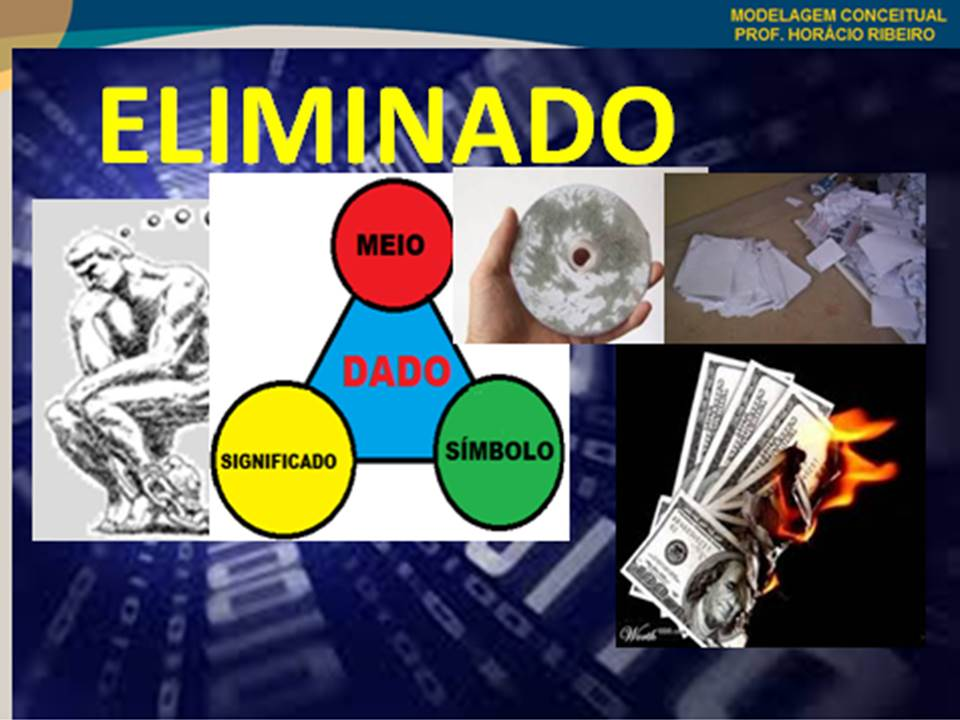 MODELAGEM CONCEITUAL
PROF. HORÁCIO RIBEIRO
ELIMINADO
MEIO
DADO
SIGNIFICADO
SÍMBOLO